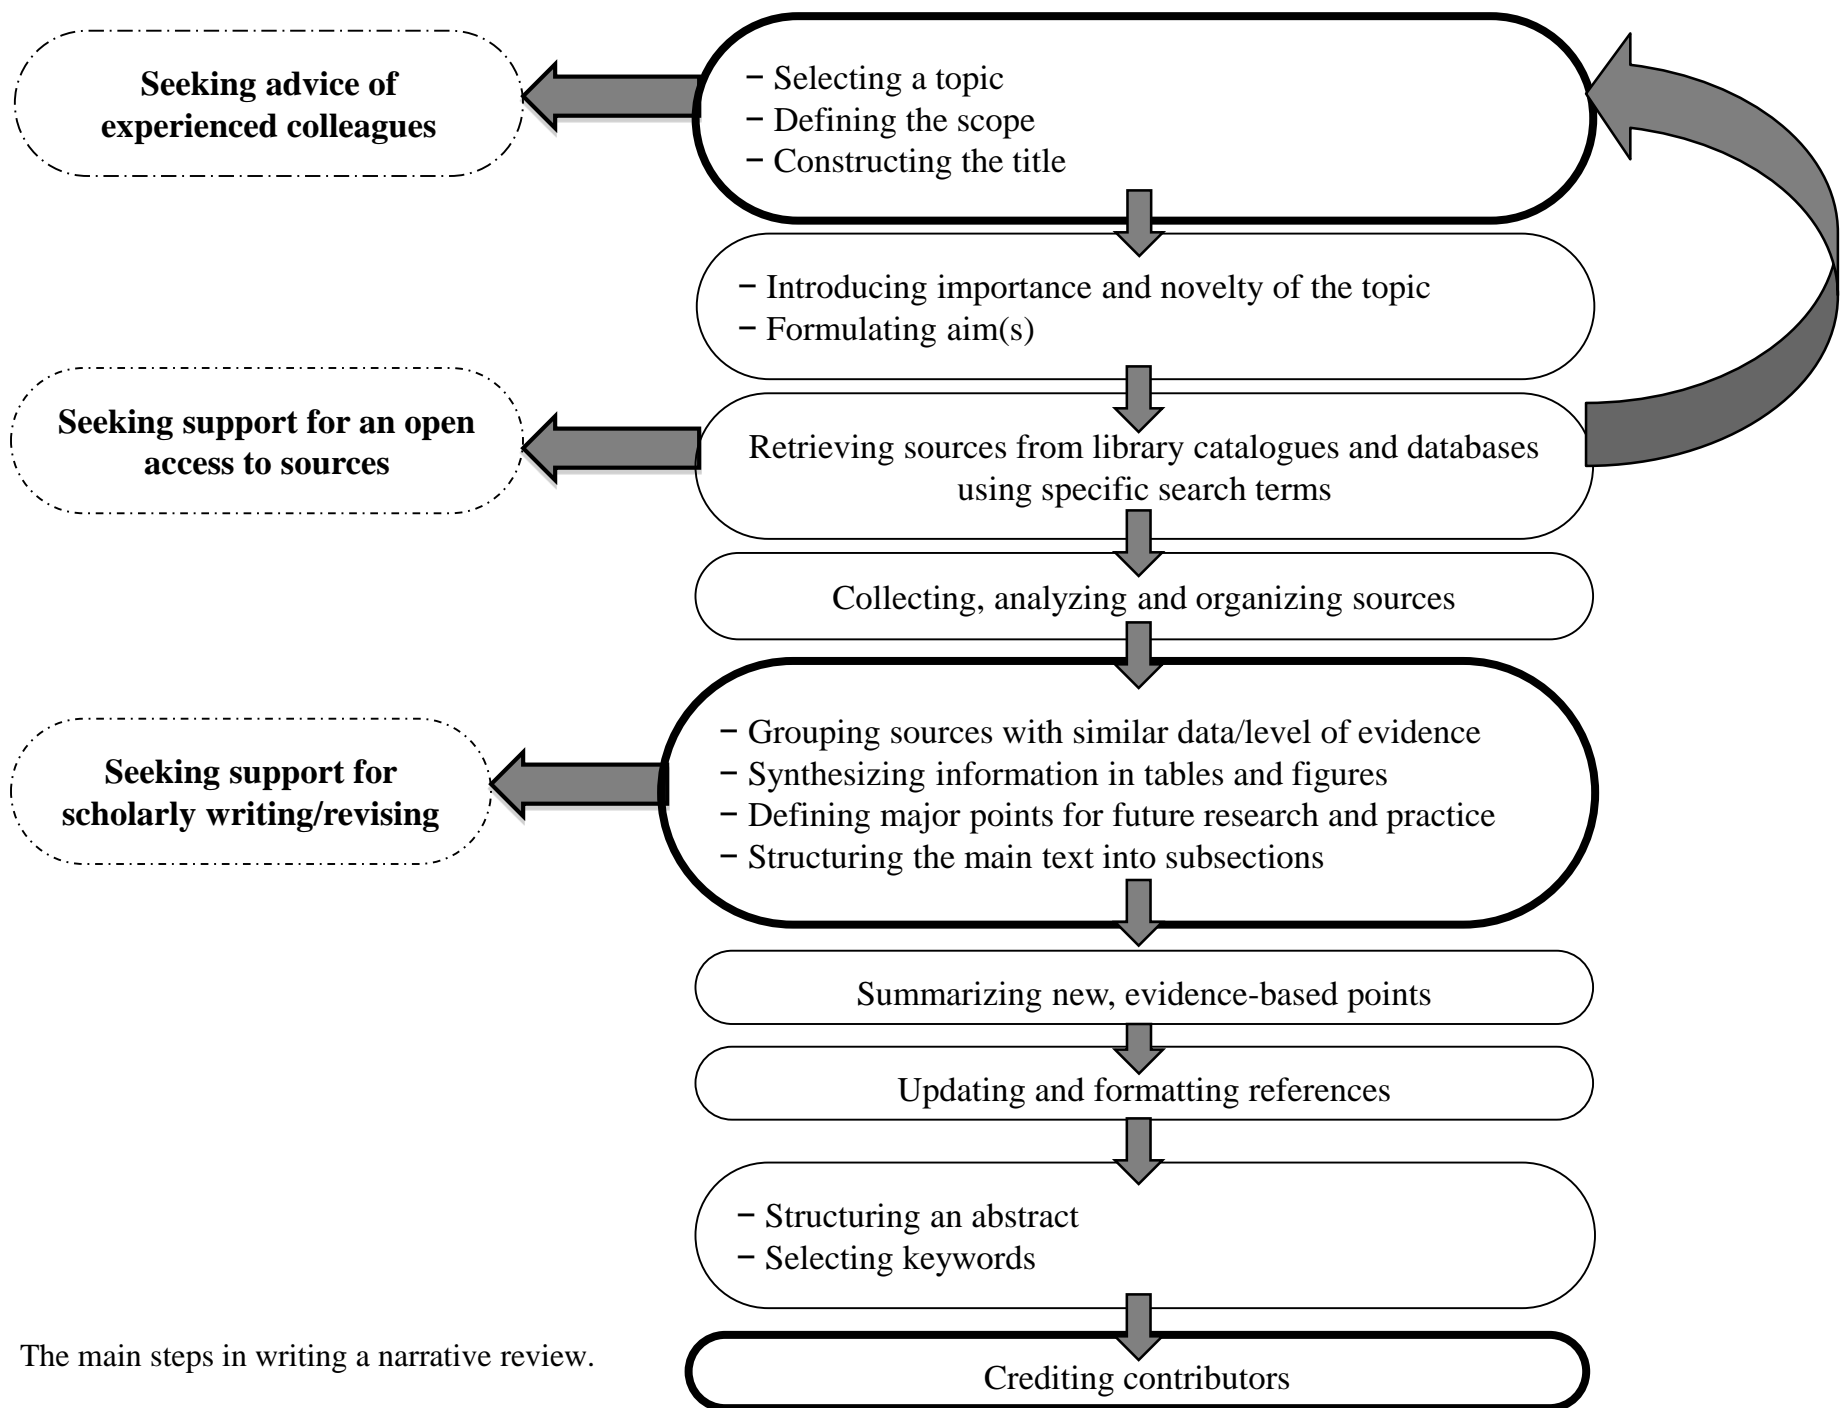 Seeking advice of
experienced colleagues
− Selecting a topic
− Defining the scope
− Constructing the title
− Introducing importance and novelty of the topic
− Formulating aim(s)
Seeking support for an open
access to sources
Retrieving sources from library catalogues and databases
using specific search terms
Collecting, analyzing and organizing sources
Seeking support for
scholarly writing/revising
− Grouping sources with similar data/level of evidence
− Synthesizing information in tables and figures
− Defining major points for future research and practice
− Structuring the main text into subsections
Summarizing new, evidence-based points
Updating and formatting references
− Structuring an abstract
− Selecting keywords
The main steps in writing a narrative review.
Crediting contributors